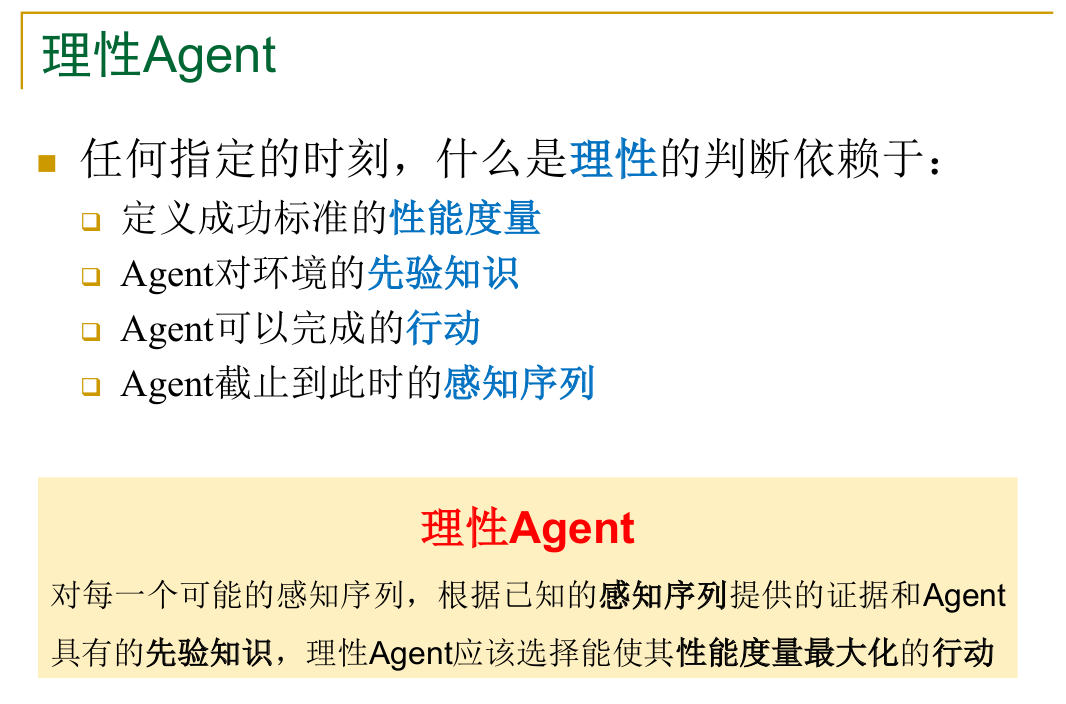 理性Agent
任何指定的时刻，什么是理性的判断依赖于：
定义成功标准的性能度量
Agent对环境的先验知识
Agent可以完成的行动
Agent截止到此时的感知序列
理性Agent
对每一个可能的感知序列，根据已知的感知序列提供的证据和Agent
具有的先验知识，理性Agent应该选择能使其性能度量最大化的行动